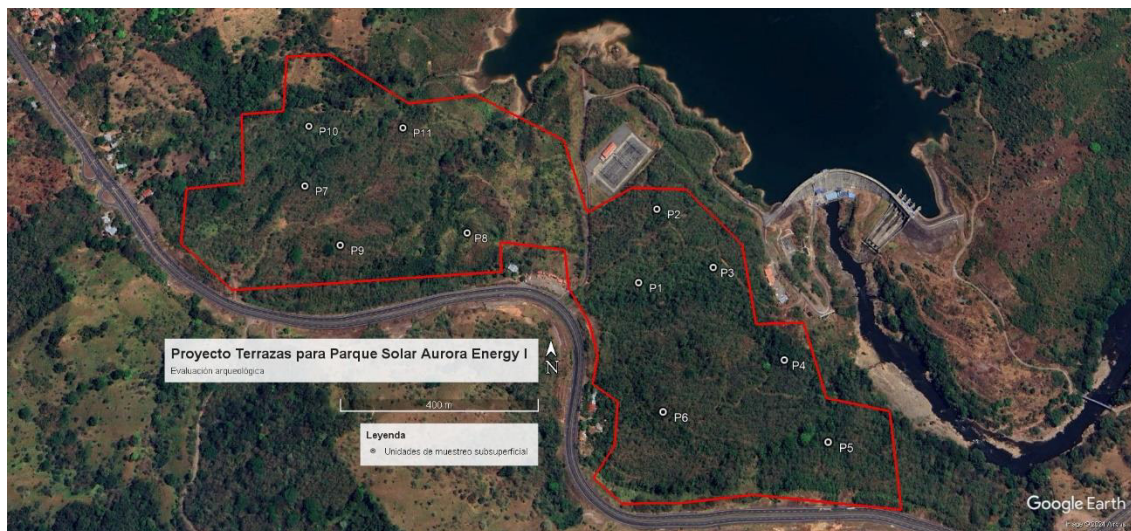 P10
P11
P7
P2
P8
P9
P3
P1
Proyecto Terrazas para Parque Solar Aurora Energy I
Evaluación arqueológica
N
P4
400 m
P6
Leyenda
Unidades de muestreo subsuperficial
P5
Google Earth